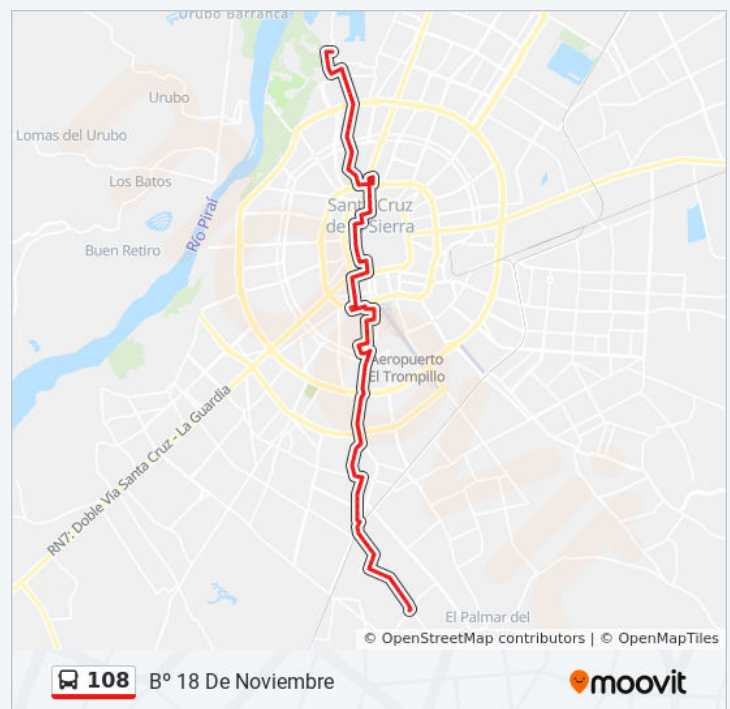 Urubo Barranca
Urubo
Lomas del Urubo
Los Batos
Santa Cruz
de la Sierra
Río Piraí
Buen Retiro
Aeropuerto
El Trompillo
RN7: Doble Vía Santa Cruz - La Guardia
El Palmar del
© OpenStreetMap contributors | © OpenMapTiles
108 Bº 18 De Noviembre
moovit